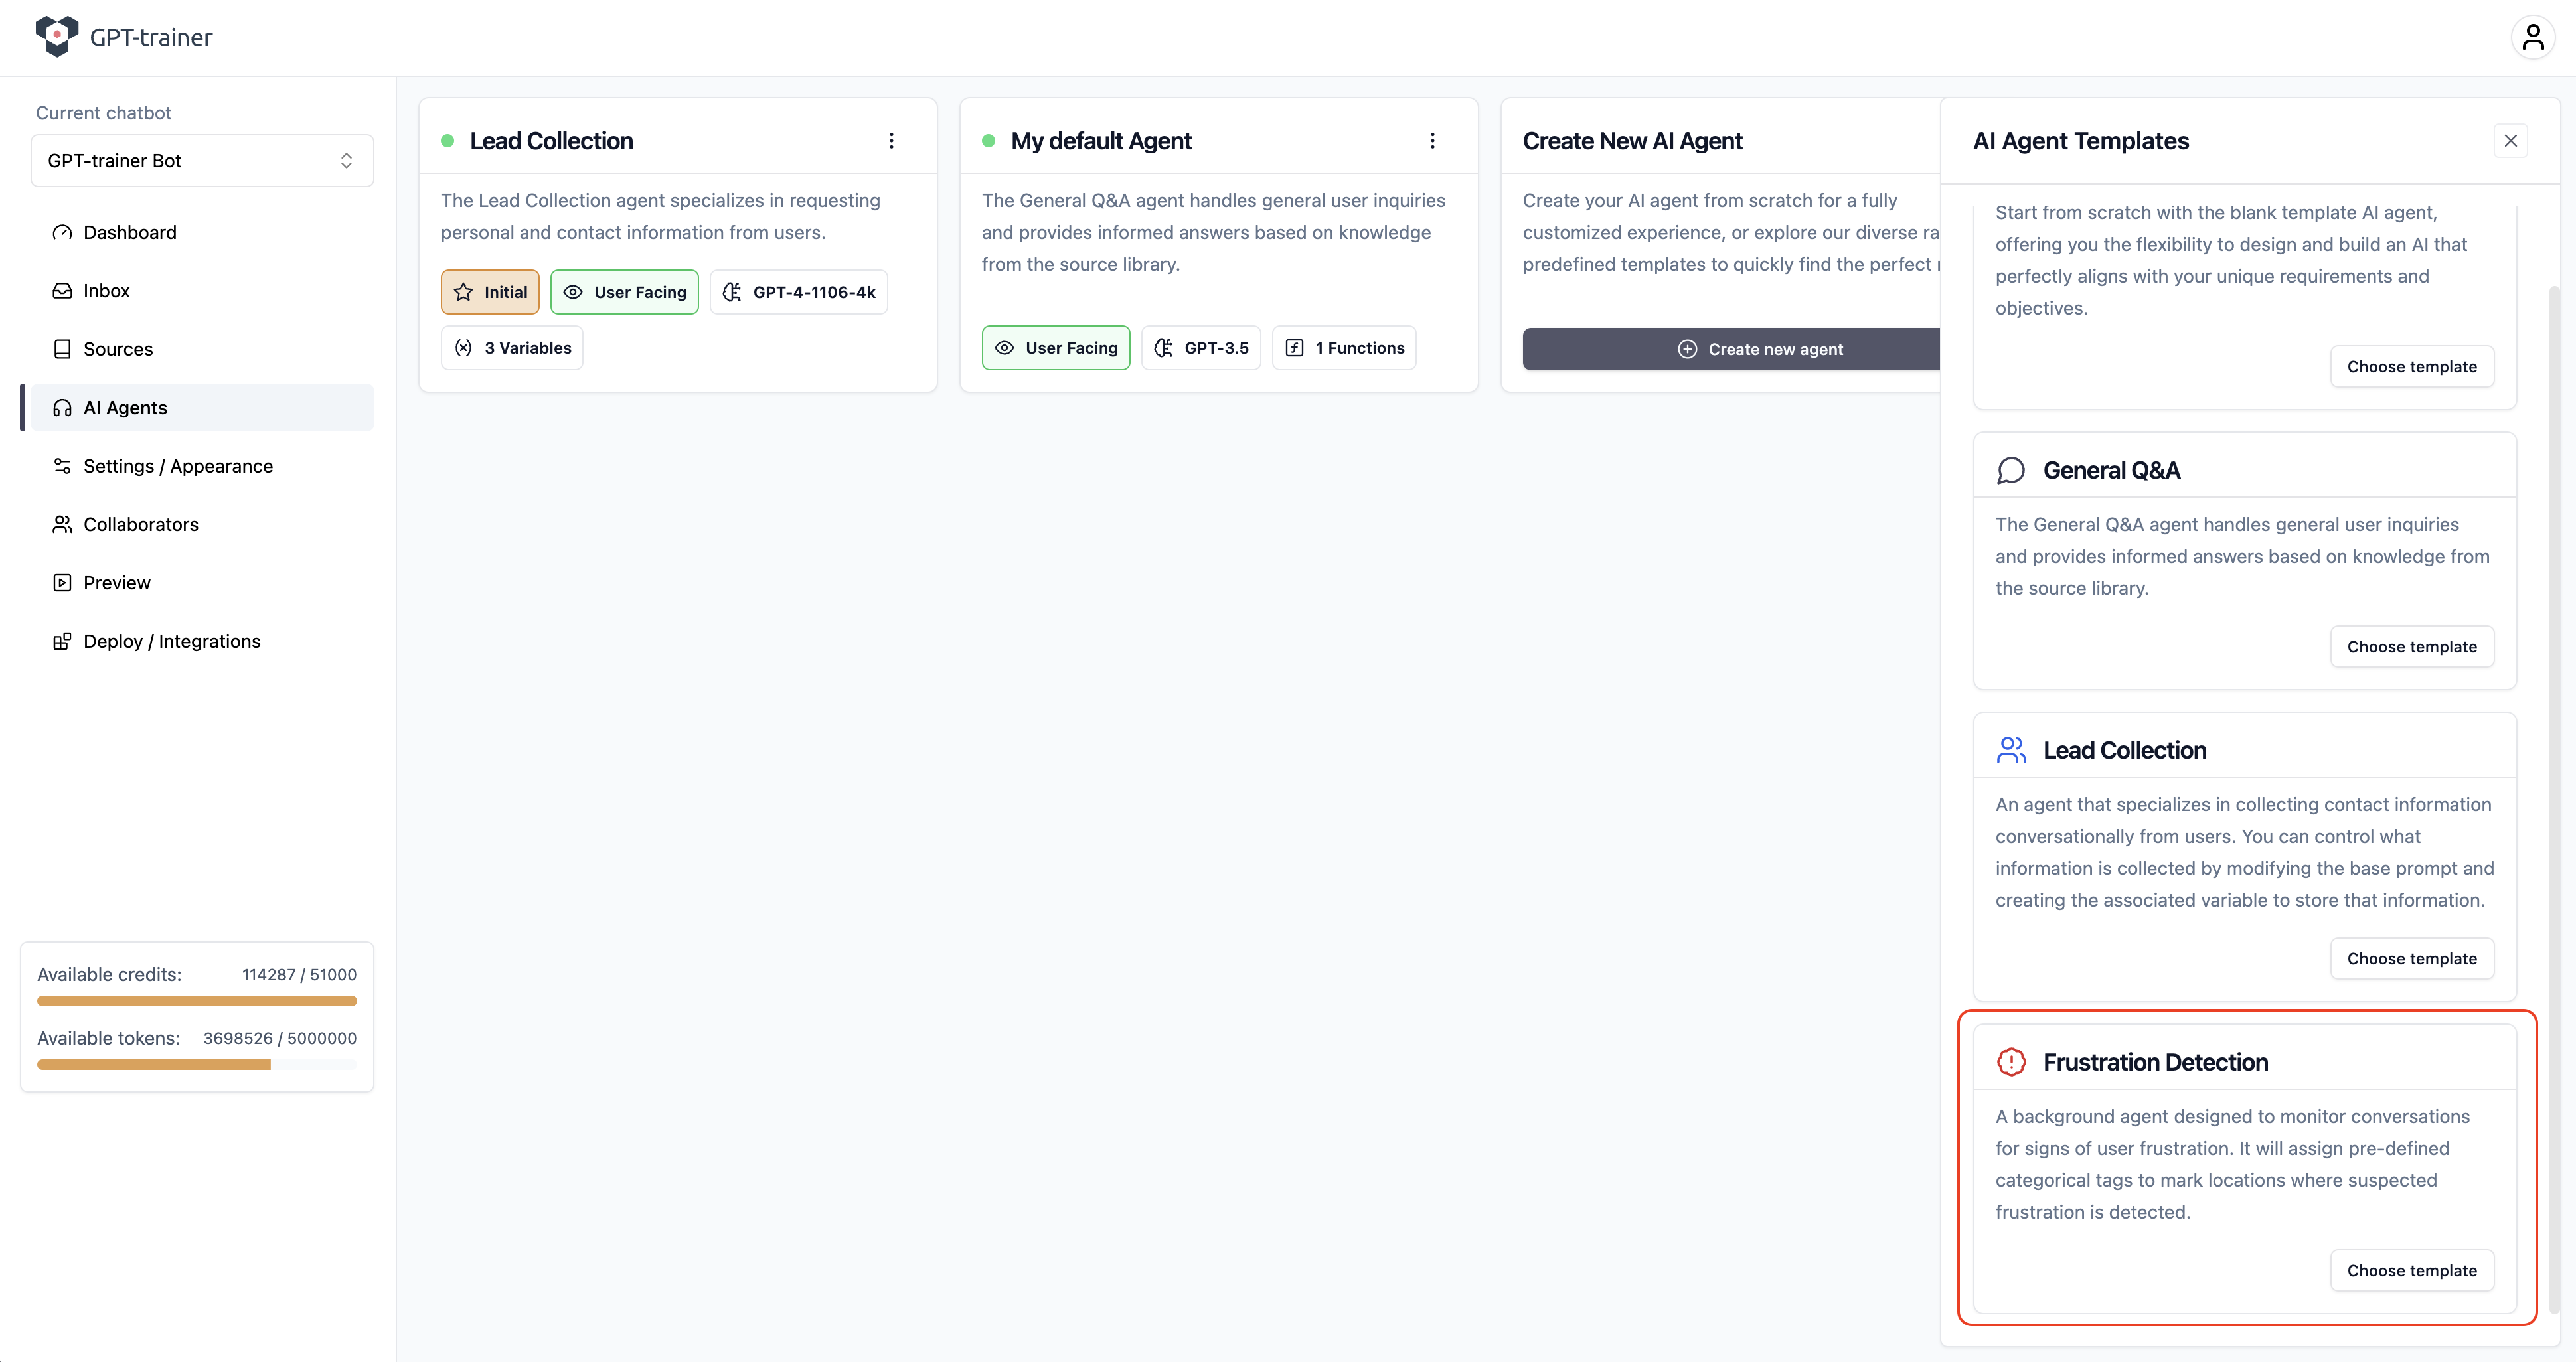 GPT-trainer
Current chatbot
GPT-trainer Bot
Dashboard
Inbox
Sources
AI Agents
Settings / Appearance
Collaborators
Preview
Deploy / Integrations
Available credits: 114287 / 51000
Available tokens: 3698526 / 5000000
Lead Collection
The Lead Collection agent specializes in requesting
personal and contact information from users.
Initial
User Facing
GPT-4-1106-4k
3 Variables
My default Agent
The General Q&A agent handles general user inquiries
and provides informed answers based on knowledge
from the source library.
User Facing
GPT-3.5
1 Functions
Create New AI Agent
Create your AI agent from scratch for a fully
customized experience, or explore our diverse ra
predefined templates to quickly find the perfect
Create new agent
AI Agent Templates
Start from scratch with the blank template AI agent,
offering you the flexibility to design and build an AI that
perfectly aligns with your unique requirements and
objectives.
Choose template
General Q&A
The General Q&A agent handles general user inquiries
and provides informed answers based on knowledge from
the source library.
Choose template
Lead Collection
An agent that specializes in collecting contact information
conversationally from users. You can control what
information is collected by modifying the base prompt and
creating the associated variable to store that information.
Choose template
Frustration Detection
A background agent designed to monitor conversations
for signs of user frustration. It will assign pre-defined
categorical tags to mark locations where suspected
frustration is detected.
Choose template